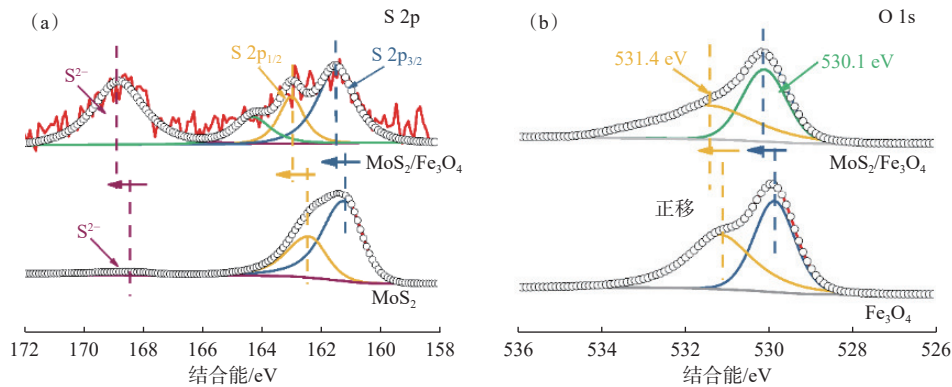 (a)
S 2p
S²⁻
S 2p₁/₂
S 2p₃/₂
MoS₂/Fe₃O₄
S²⁻
MoS₂
172 170 168 166 164 162 160 158
结合能/eV
(b)
O 1s
531.4 eV
530.1 eV
MoS₂/Fe₃O₄
正移
Fe₃O₄
536 534 532 530 528 526
结合能/eV